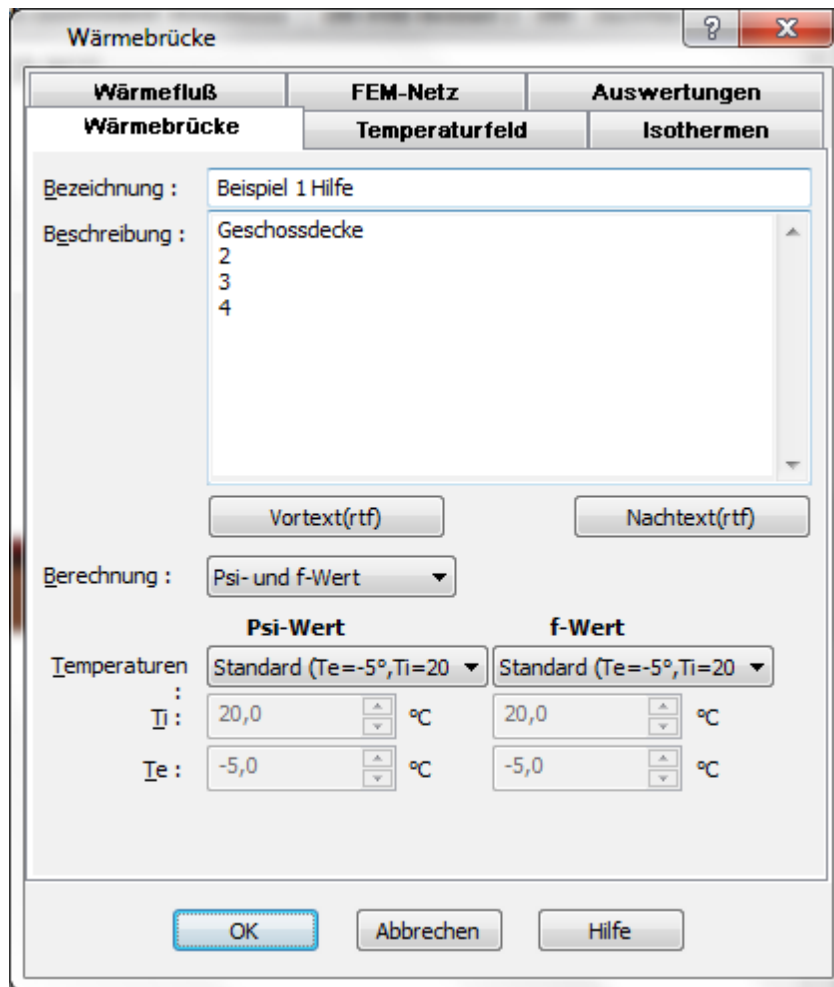 Wärmebrücke
Wärmefluß FEM-Netz Auswertungen
Wärmebrücke Temperaturfeld Isothermen
Bezeichnung : Beispiel 1 Hilfe
Beschreibung : Geschossdecke
2
3
4
Vortext(rtf) Nachtext(rtf)
Berechnung : Psi- und f-Wert
Psi-Wert f-Wert
Temperaturen Standard (Te=-5°,Ti=20 Standard (Te=-5°,Ti=20
:
Ti : 20,0 °C 20,0 °C
Te : -5,0 °C -5,0 °C
OK Abbrechen Hilfe